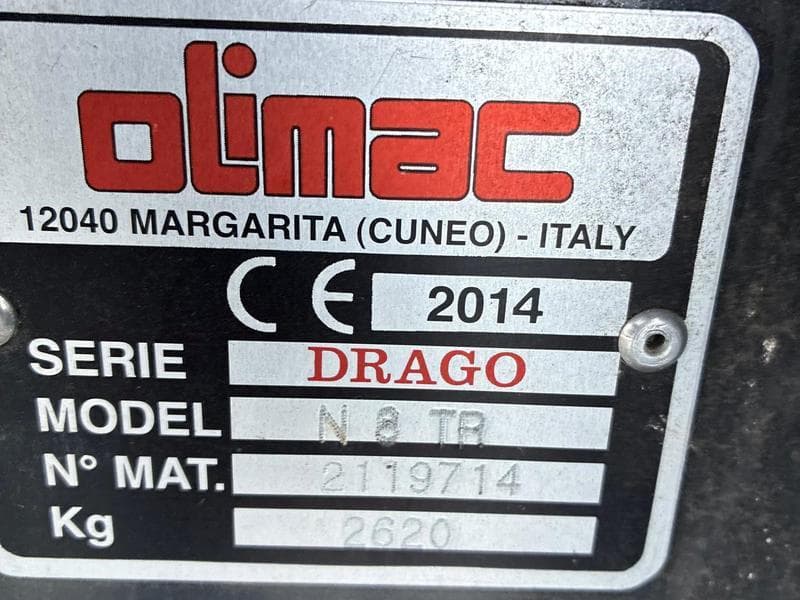 olimac
12040 MARGARITA (CUNEO) - ITALY
CE 2014
SERIE DRAGO
MODEL N 8 TR
N° MAT. 2119714
Kg 2620